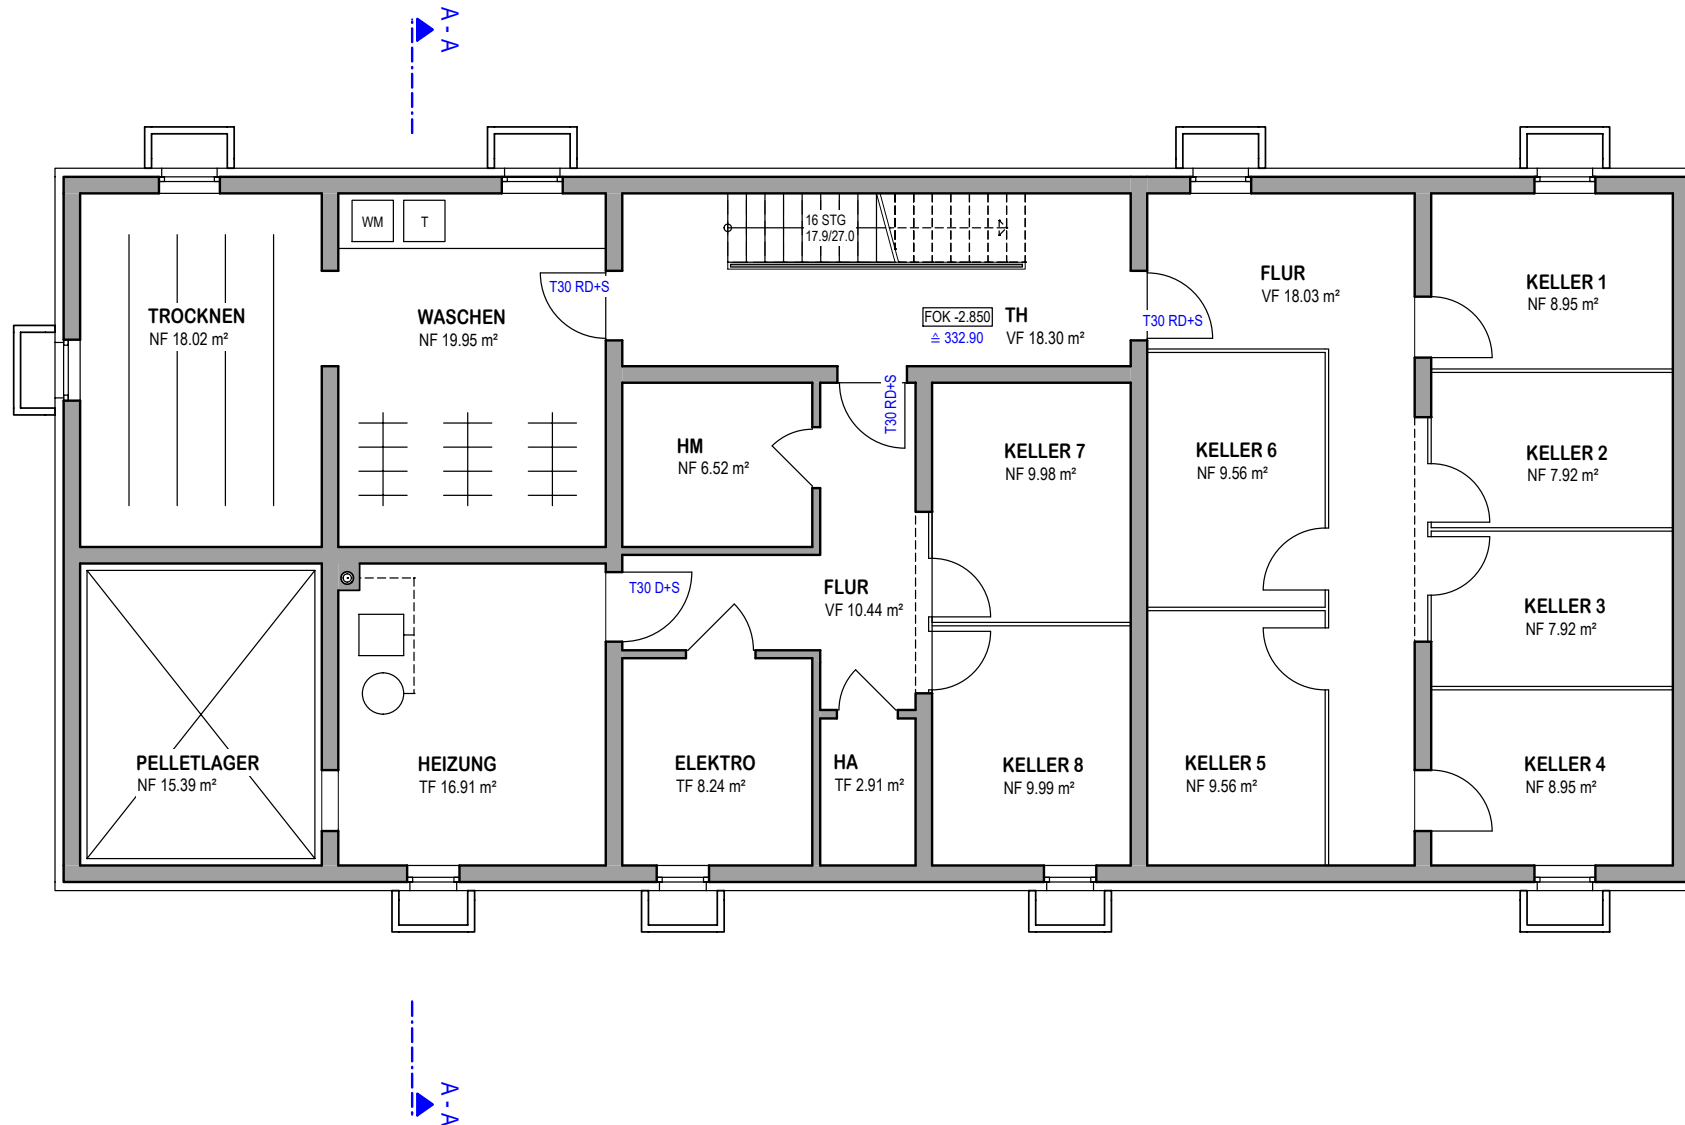 A - A
WM
T
16 STG
17.9/27.0
T30 RD+S
TROCKNEN
NF 18.02 m²
WASCHEN
NF 19.95 m²
FOK -2.850
≙ 332.90
TH
VF 18.30 m²
T30 RD+S
FLUR
VF 18.03 m²
KELLER 1
NF 8.95 m²
T30 RD+S
HM
NF 6.52 m²
KELLER 7
NF 9.98 m²
KELLER 6
NF 9.56 m²
KELLER 2
NF 7.92 m²
T30 D+S
FLUR
VF 10.44 m²
KELLER 3
NF 7.92 m²
PELLETLAGER
NF 15.39 m²
HEIZUNG
TF 16.91 m²
ELEKTRO
TF 8.24 m²
HA
TF 2.91 m²
KELLER 8
NF 9.99 m²
KELLER 5
NF 9.56 m²
KELLER 4
NF 8.95 m²
A - A